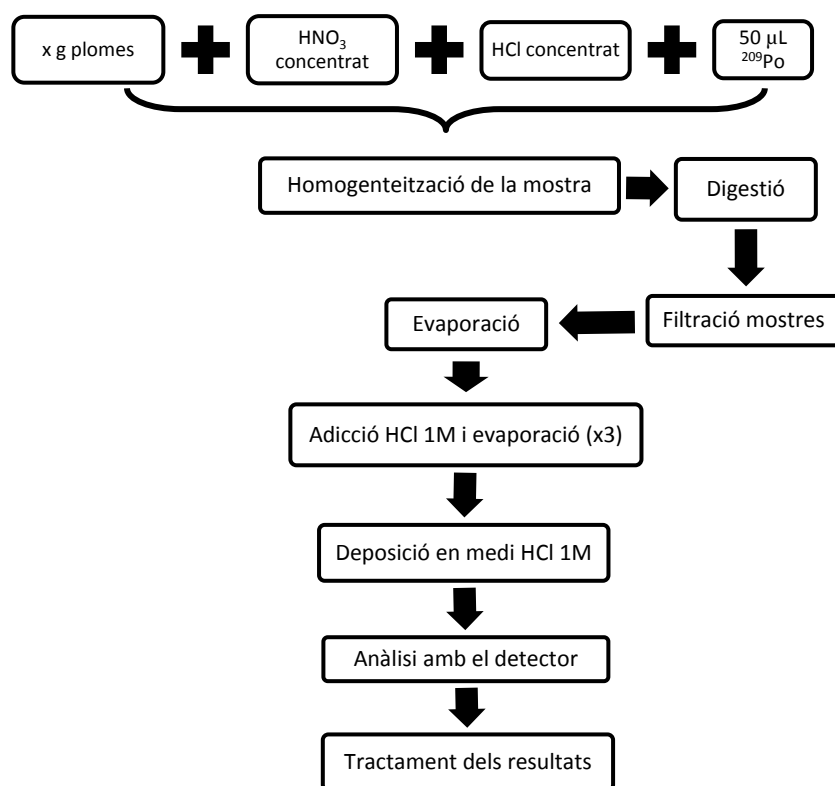 x g plomes
HNO₃
concentrat
HCl concentrat
50 µL
²⁰⁹Po
Homogenteització de la mostra
Digestió
Filtració mostres
Evaporació
Adicció HCl 1M i evaporació (x3)
Deposició en medi HCl 1M
Anàlisi amb el detector
Tractament dels resultats